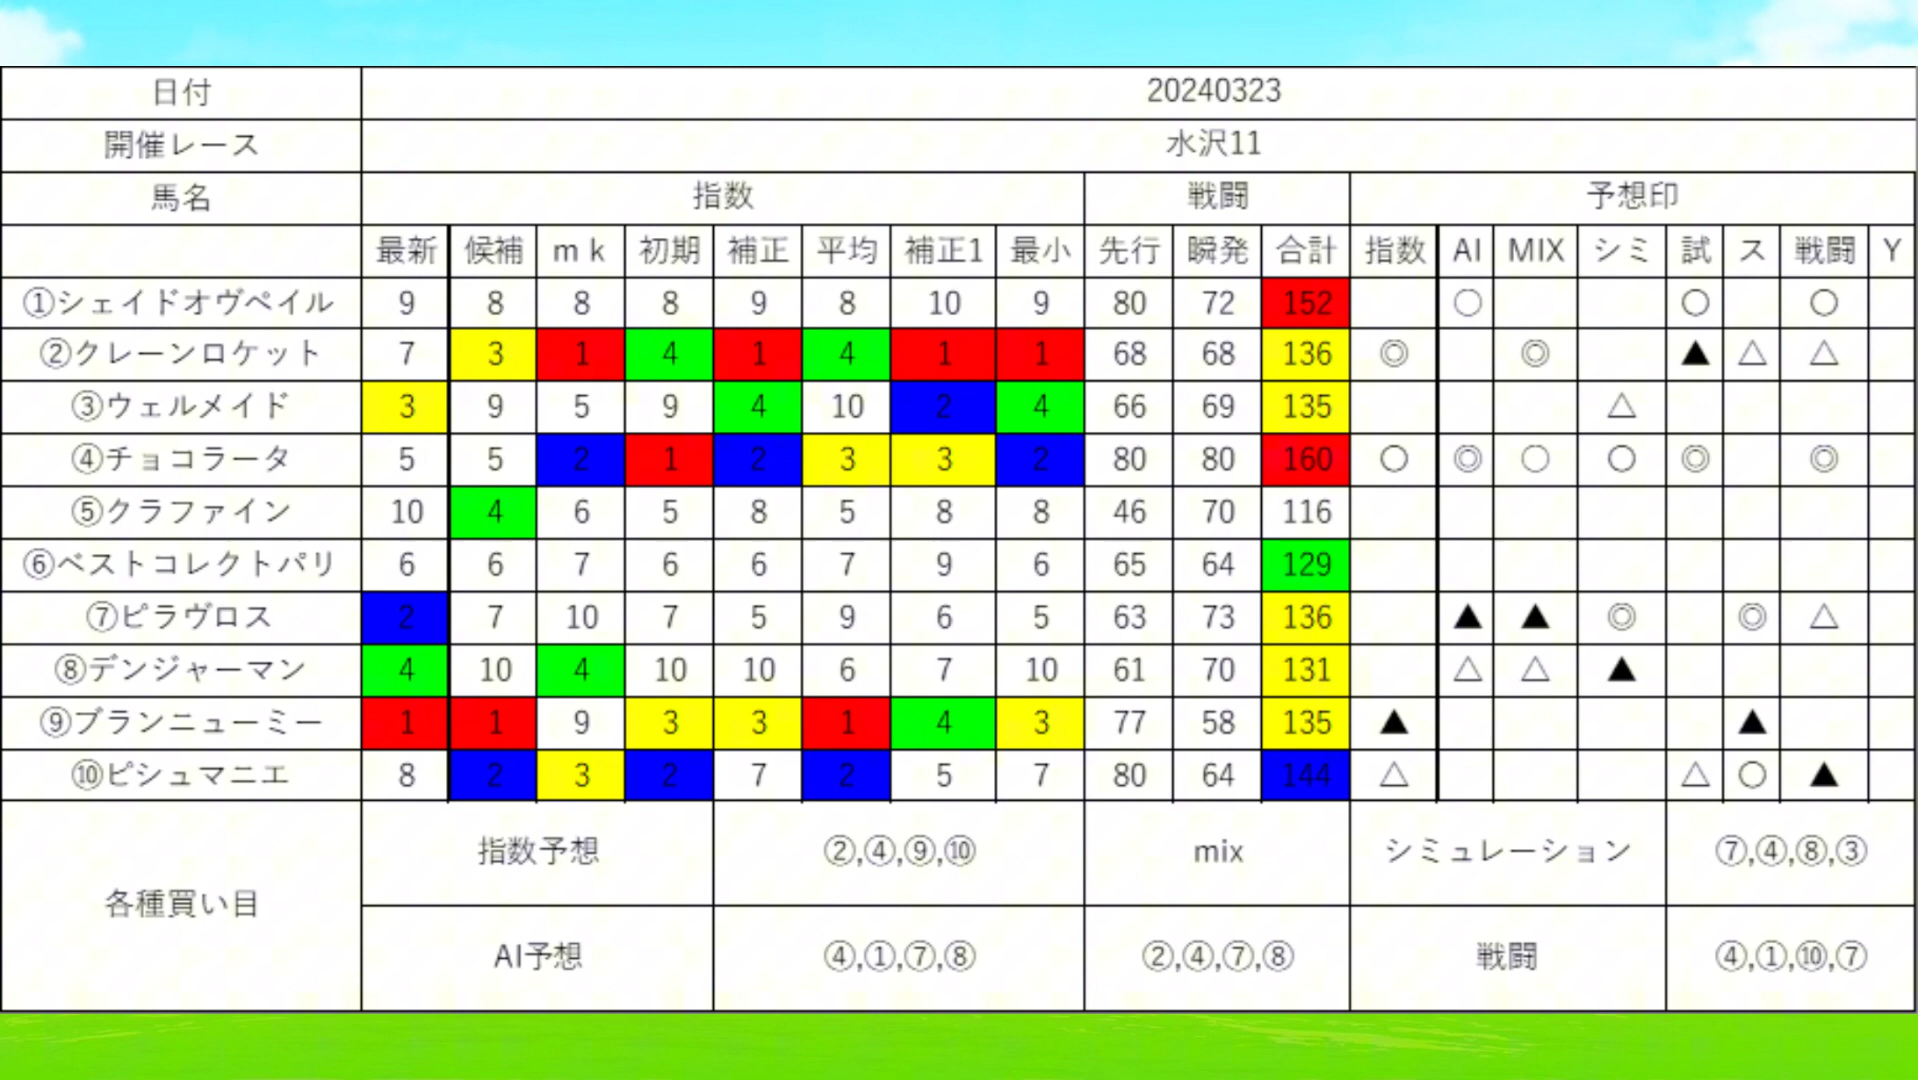 日付 20240323
開催レース 水沢11
馬名 指数 戦闘 予想印
最新 候補 mk 初期 補正 平均 補正1 最小 先行 瞬発 合計 指数 AI MIX シミ 試 ス 戦闘 Y
①シェイドオヴペイル 9 8 8 8 9 8 10 9 80 72 152 ○ ○ ○
②クレーンロケット 7 3 1 4 1 4 1 1 68 68 136 ◎ ◎ ▲ △ △
③ウェルメイド 3 9 5 9 4 10 2 4 66 69 135 △
④チョコラータ 5 5 2 1 2 3 3 2 80 80 160 ○ ◎ ○ ○ ◎ ◎
⑤クラファイン 10 4 6 5 8 5 8 8 46 70 116
⑥ベストコレクトパリ 6 6 7 6 6 7 9 6 65 64 129
⑦ピラヴロス 2 7 10 7 5 9 6 5 63 73 136 ▲ ▲ ◎ ◎ △
⑧デンジャーマン 4 10 4 10 10 6 7 10 61 70 131 △ △ ▲
⑨ブランニューミー 1 1 9 3 3 1 4 3 77 58 135 ▲ ▲
⑩ピシュマニエ 8 2 3 2 7 2 5 7 80 64 144 △ △ ○ ▲
各種買い目
指数予想 ②,④,⑨,⑩ mix シミュレーション ⑦,④,⑧,③
AI予想 ④,①,⑦,⑧ ②,④,⑦,⑧ 戦闘 ④,①,⑩,⑦